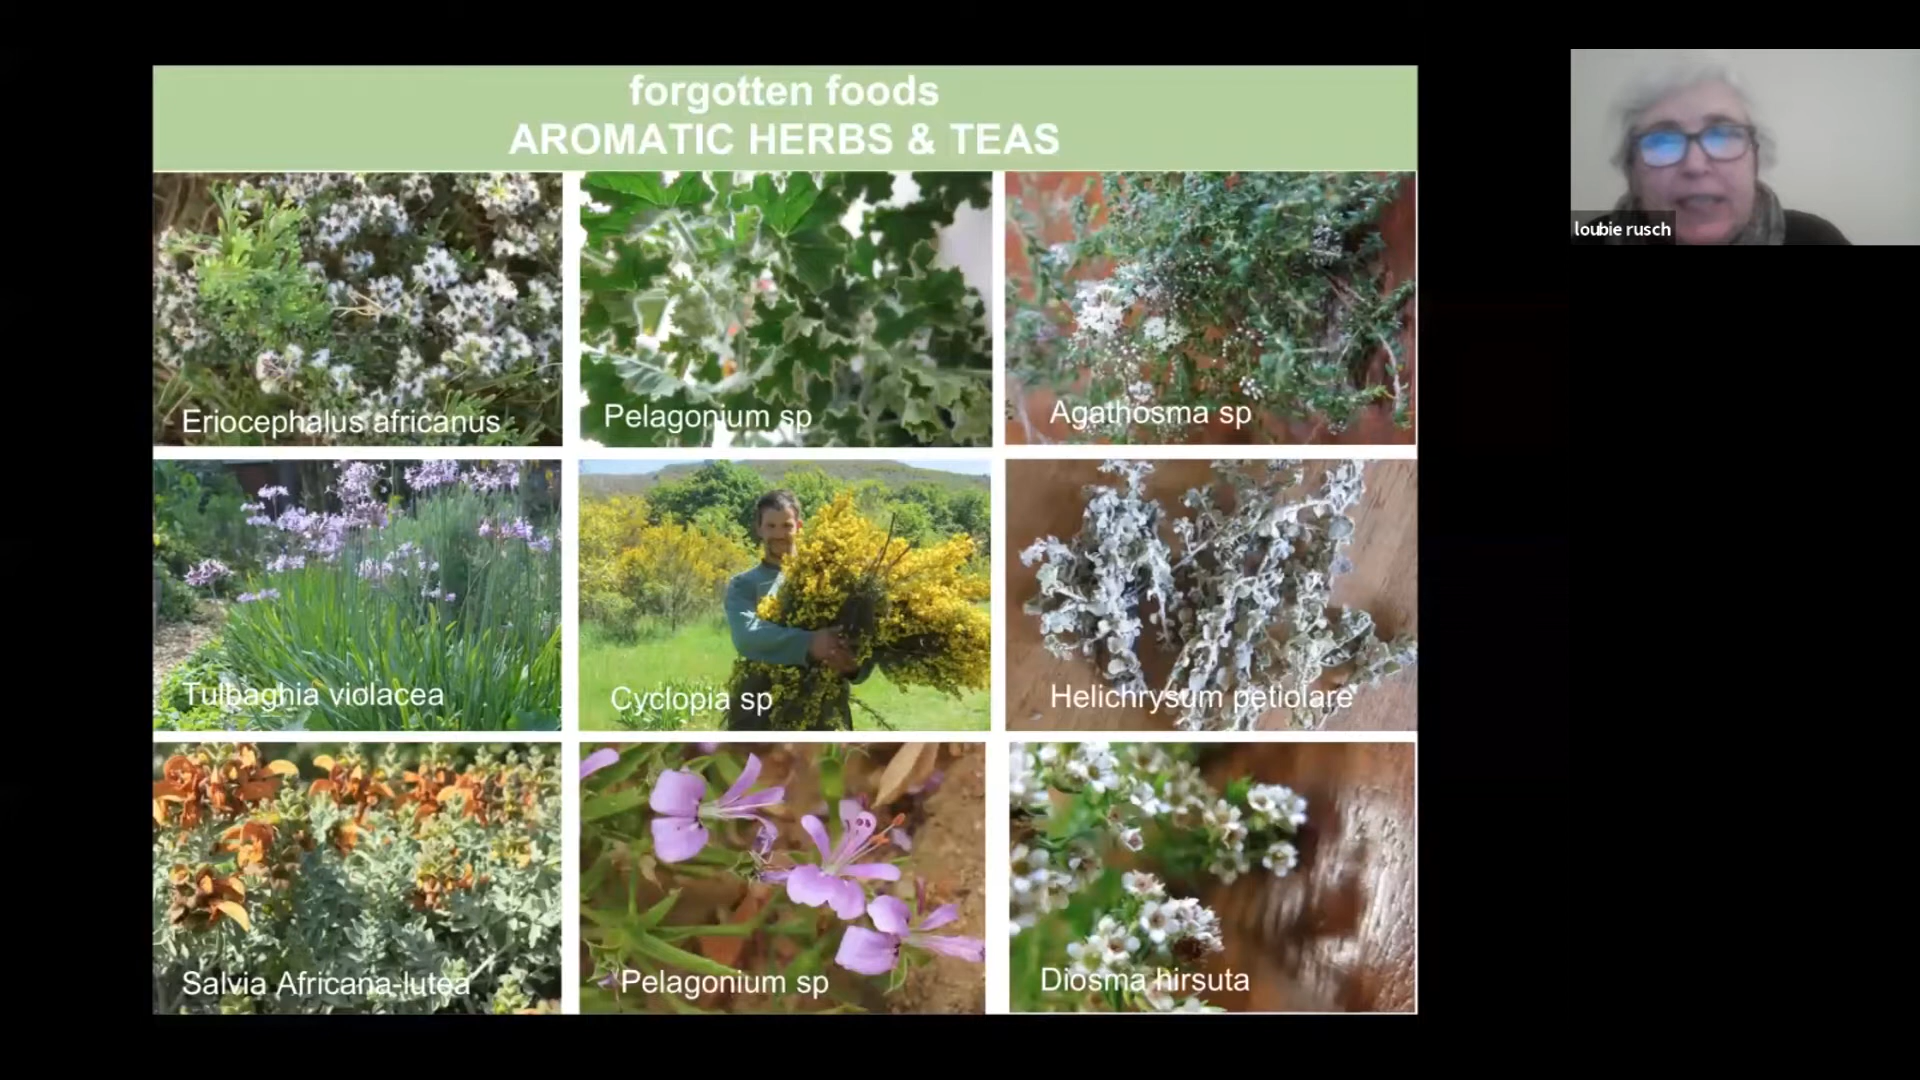 forgotten foods
AROMATIC HERBS & TEAS
loubie rusch
Eriocephalus africanus
Pelagonium sp
Agathosma sp
Tulbaghia violacea
Cyclopia sp
Helichrysum petiolare
Salvia Africana-lutea
Pelagonium sp
Diosma hirsuta